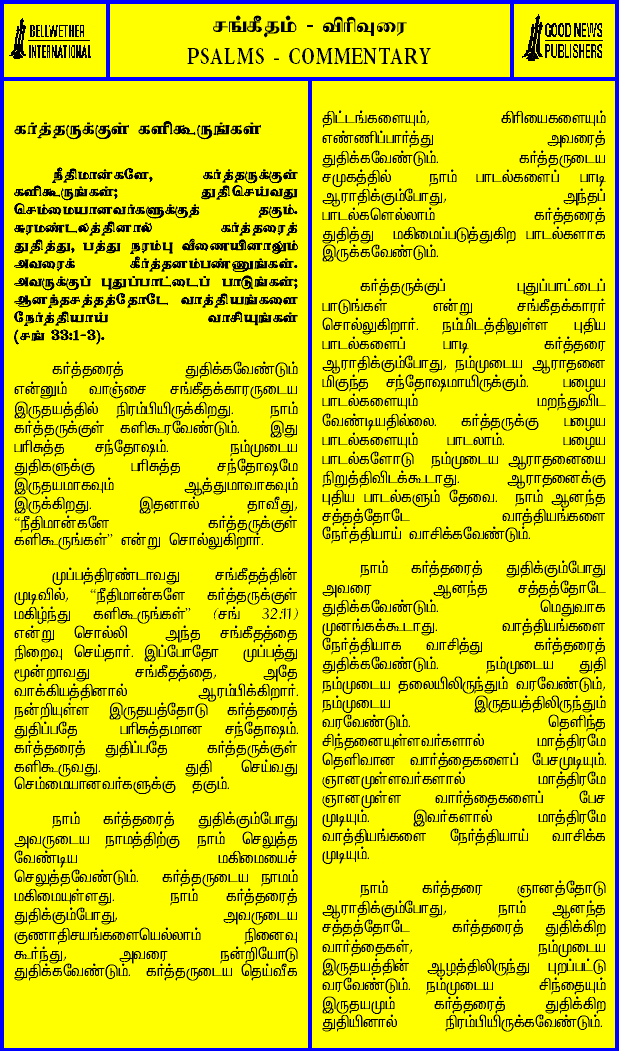 BELLWETHER
INTERNATIONAL
சங்கீதம் - விரிவுரை
PSALMS - COMMENTARY
GOOD NEWS
PUBLISHERS
கர்த்தருக்குள் களிகூருங்கள்
நீதிமான்களே, கர்த்தருக்குள்
களிகூருங்கள்; துதிசெய்வது
செம்மையானவர்களுக்குத் தகும்.
சுரமண்டலத்தினால் கர்த்தரைத்
துதித்து, பத்து நரம்பு வீணையினாலும்
அவரைக் கீர்த்தனம்பண்ணுங்கள்.
அவருக்குப் புதுப்பாட்டைப் பாடுங்கள்;
ஆனந்தசத்தத்தோடே வாத்தியங்களை
நேர்த்தியாய் வாசியுங்கள்
(சங் 33:1-3).
கர்த்தரைத் துதிக்கவேண்டும்
என்னும் வாஞ்சை சங்கீதக்காரருடைய
இருதயத்தில் நிரம்பியிருக்கிறது. நாம்
கர்த்தருக்குள் களிகூரவேண்டும். இது
பரிசுத்த சந்தோஷம். நம்முடைய
துதிகளுக்கு பரிசுத்த சந்தோஷமே
இருதயமாகவும் ஆத்துமாவாகவும்
இருக்கிறது. இதனால் தாவீது,
“நீதிமான்களே கர்த்தருக்குள்
களிகூருங்கள்” என்று சொல்லுகிறார்.
முப்பத்திரண்டாவது சங்கீதத்தின்
முடிவில், “நீதிமான்களே கர்த்தருக்குள்
மகிழ்ந்து களிகூருங்கள்” (சங் 32:11)
என்று சொல்லி அந்த சங்கீதத்தை
நிறைவு செய்தார். இப்போதோ முப்பத்து
மூன்றாவது சங்கீதத்தை, அதே
வாக்கியத்தினால் ஆரம்பிக்கிறார்.
நன்றியுள்ள இருதயத்தோடு கர்த்தரைத்
துதிப்பதே பரிசுத்தமான சந்தோஷம்.
கர்த்தரைத் துதிப்பதே கர்த்தருக்குள்
களிகூருவது. துதி செய்வது
செம்மையானவர்களுக்கு தகும்.
நாம் கர்த்தரைத் துதிக்கும்போது
அவருடைய நாமத்திற்கு நாம் செலுத்த
வேண்டிய மகிமையைச்
செலுத்தவேண்டும். கர்த்தருடைய நாமம்
மகிமையுள்ளது. நாம் கர்த்தரைத்
துதிக்கும்போது, அவருடைய
குணாதிசயங்களையெல்லாம் நினைவு
கூர்ந்து, அவரை நன்றியோடு
துதிக்கவேண்டும். கர்த்தருடைய தெய்வீக
திட்டங்களையும், கிரியைகளையும்
எண்ணிப்பார்த்து அவரைத்
துதிக்கவேண்டும். கர்த்தருடைய
சமுகத்தில் நாம் பாடல்களைப் பாடி
ஆராதிக்கும்போது, அந்தப்
பாடல்களெல்லாம் கர்த்தரைத்
துதித்து மகிமைப்படுத்துகிற பாடல்களாக
இருக்கவேண்டும்.
கர்த்தருக்குப் புதுப்பாட்டைப்
பாடுங்கள் என்று சங்கீதக்காரர்
சொல்லுகிறார். நம்மிடத்திலுள்ள புதிய
பாடல்களைப் பாடி கர்த்தரை
ஆராதிக்கும்போது, நம்முடைய ஆராதனை
மிகுந்த சந்தோஷமாயிருக்கும். பழைய
பாடல்களையும் மறந்துவிட
வேண்டியதில்லை. கர்த்தருக்கு பழைய
பாடல்களையும் பாடலாம். பழைய
பாடல்களோடு நம்முடைய ஆராதனையை
நிறுத்திவிடக்கூடாது. ஆராதனைக்கு
புதிய பாடல்களும் தேவை. நாம் ஆனந்த
சத்தத்தோடே வாத்தியங்களை
நேர்த்தியாய் வாசிக்கவேண்டும்.
நாம் கர்த்தரைத் துதிக்கும்போது
அவரை ஆனந்த சத்தத்தோடே
துதிக்கவேண்டும். மெதுவாக
முனங்கக்கூடாது. வாத்தியங்களை
நேர்த்தியாக வாசித்து கர்த்தரைத்
துதிக்கவேண்டும். நம்முடைய துதி
நம்முடைய தலையிலிருந்தும் வரவேண்டும்,
நம்முடைய இருதயத்திலிருந்தும்
வரவேண்டும். தெளிந்த
சிந்தனையுள்ளவர்களால் மாத்திரமே
தெளிவான வார்த்தைகளைப் பேசமுடியும்.
ஞானமுள்ளவர்களால் மாத்திரமே
ஞானமுள்ள வார்த்தைகளைப் பேச
முடியும். இவர்களால் மாத்திரமே
வாத்தியங்களை நேர்த்தியாய் வாசிக்க
முடியும்.
நாம் கர்த்தரை ஞானத்தோடு
ஆராதிக்கும்போது, நாம் ஆனந்த
சத்தத்தோடே கர்த்தரைத் துதிக்கிற
வார்த்தைகள், நம்முடைய
இருதயத்தின் ஆழத்திலிருந்து புறப்பட்டு
வரவேண்டும். நம்முடைய சிந்தையும்
இருதயமும் கர்த்தரைத் துதிக்கிற
துதியினால் நிரம்பியிருக்கவேண்டும்.